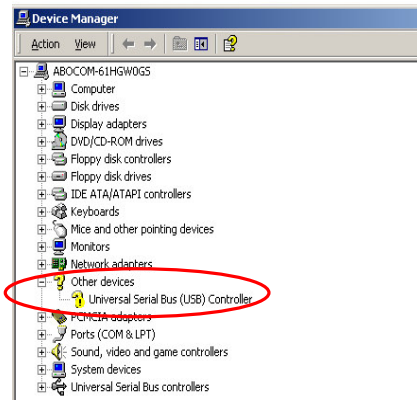 Device Manager
Action View
ABOCOM-61HGW0GS
Computer
Disk drives
Display adapters
DVD/CD-ROM drives
Floppy disk controllers
Floppy disk drives
IDE ATA/ATAPI controllers
Keyboards
Mice and other pointing devices
Monitors
Network adapters
Other devices
Universal Serial Bus (USB) Controller
PCMCIA adapters
Ports (COM & LPT)
Sound, video and game controllers
System devices
Universal Serial Bus controllers